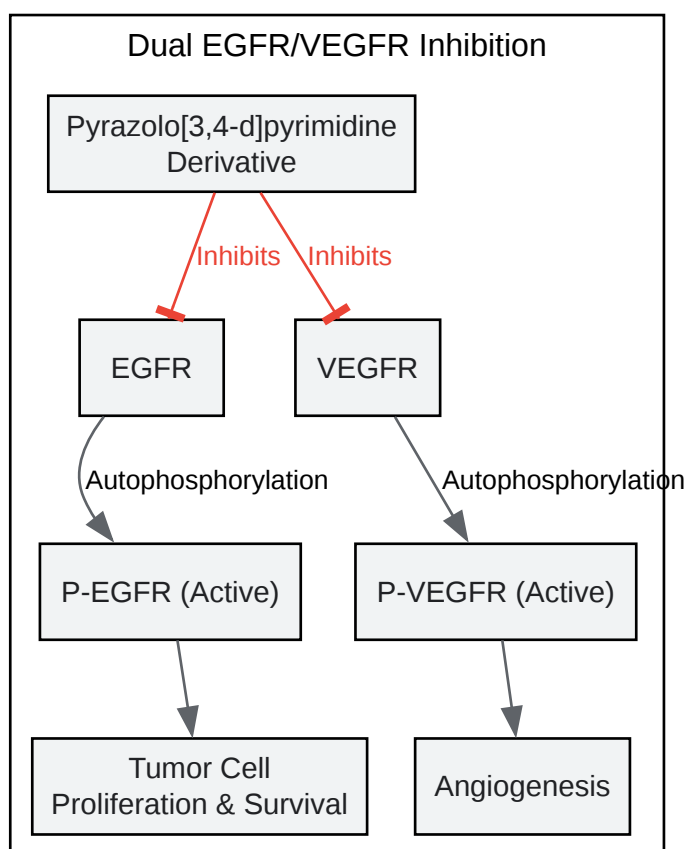 Dual EGFR/VEGFR Inhibition
Pyrazolo[3,4-d]pyrimidine
Derivative
Inhibits
Inhibits
EGFR
VEGFR
Autophosphorylation
Autophosphorylation
P-EGFR (Active)
P-VEGFR (Active)
Tumor Cell
Proliferation & Survival
Angiogenesis